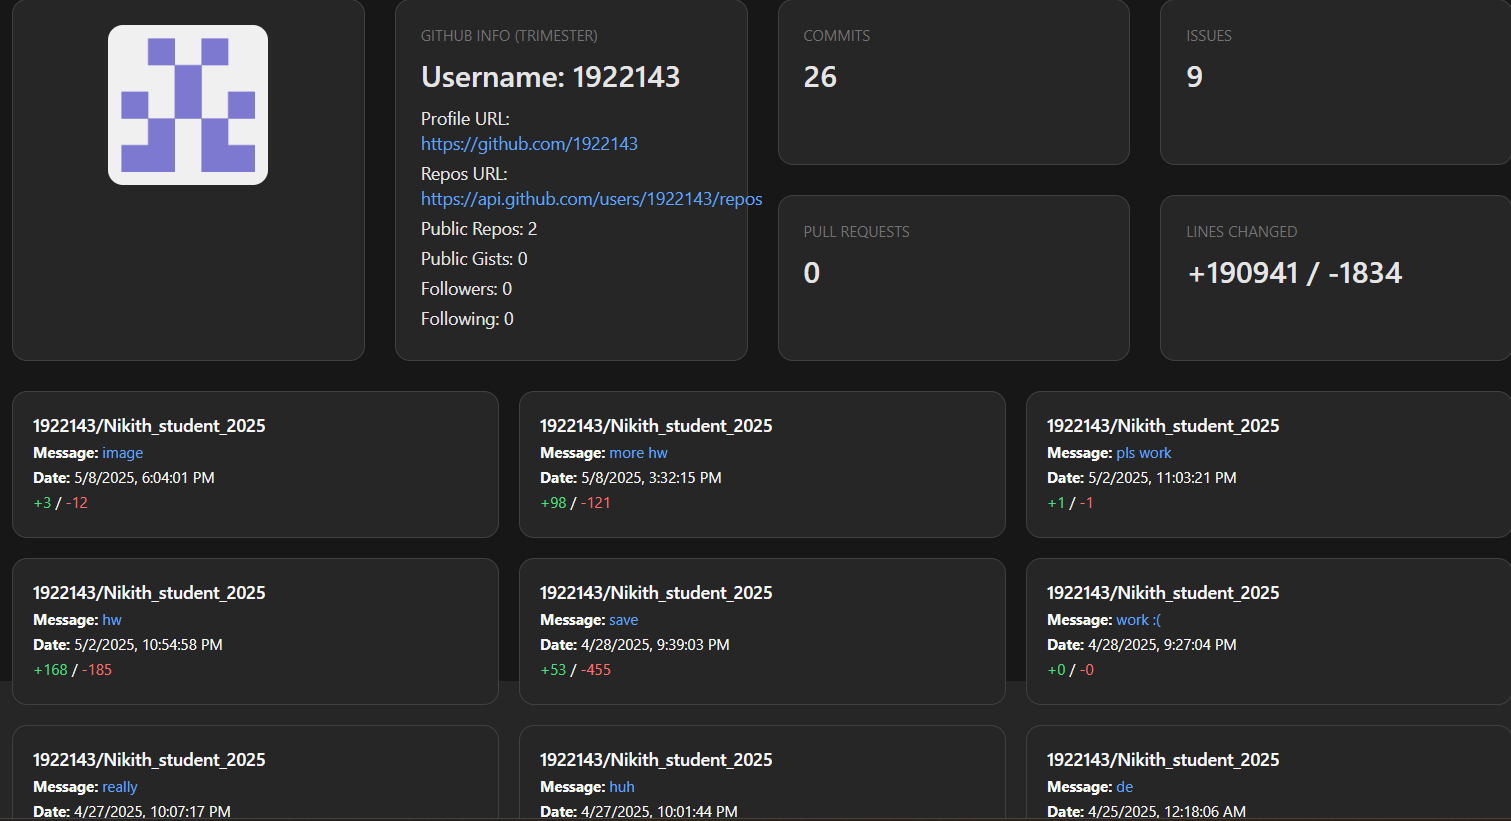 GITHUB INFO (TRIMESTER)
Username: 1922143
Profile URL:
https://github.com/1922143
Repos URL:
https://api.github.com/users/1922143/repos
Public Repos: 2
Public Gists: 0
Followers: 0
Following: 0
COMMITS
26
ISSUES
9
PULL REQUESTS
0
LINES CHANGED
+190941 / -1834
1922143/Nikith_student_2025
Message: image
Date: 5/8/2025, 6:04:01 PM
+3 / -12
1922143/Nikith_student_2025
Message: more hw
Date: 5/8/2025, 3:32:15 PM
+98 / -121
1922143/Nikith_student_2025
Message: pls work
Date: 5/2/2025, 11:03:21 PM
+1 / -1
1922143/Nikith_student_2025
Message: hw
Date: 5/2/2025, 10:54:58 PM
+168 / -185
1922143/Nikith_student_2025
Message: save
Date: 4/28/2025, 9:39:03 PM
+53 / -455
1922143/Nikith_student_2025
Message: work :(
Date: 4/28/2025, 9:27:04 PM
+0 / -0
1922143/Nikith_student_2025
Message: really
Date: 4/27/2025, 10:07:17 PM
1922143/Nikith_student_2025
Message: huh
Date: 4/27/2025, 10:01:44 PM
1922143/Nikith_student_2025
Message: de
Date: 4/25/2025, 12:18:06 AM